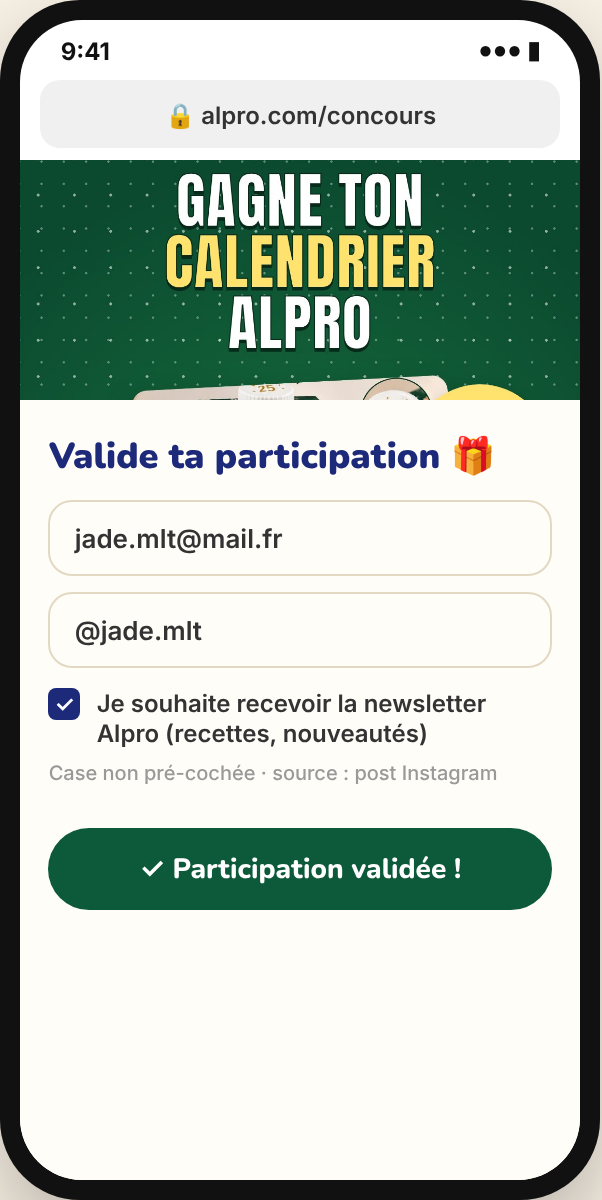 9:41
alpro.com/concours
GAGNE TON
CALENDRIER
ALPRO
25
Valide ta participation
jade.mlt@mail.fr
@jade.mlt
Je souhaite recevoir la newsletter
Alpro (recettes, nouveautés)
Case non pré-cochée · source : post Instagram
✓ Participation validée !